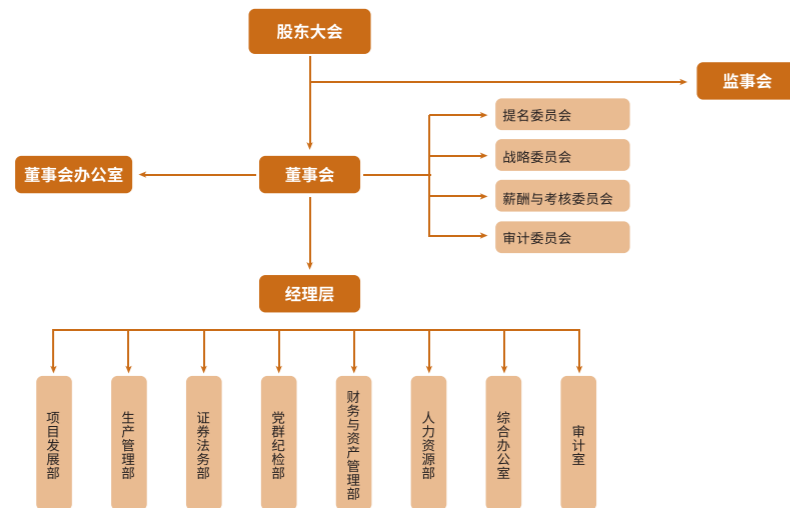 股东大会
监事会
提名委员会
战略委员会
董事会办公室
董事会
薪酬与考核委员会
审计委员会
经理层
项目发展部
生产管理部
证券法务部
党群纪检部
财务与资产管理部
人力资源部
综合办公室
审计室